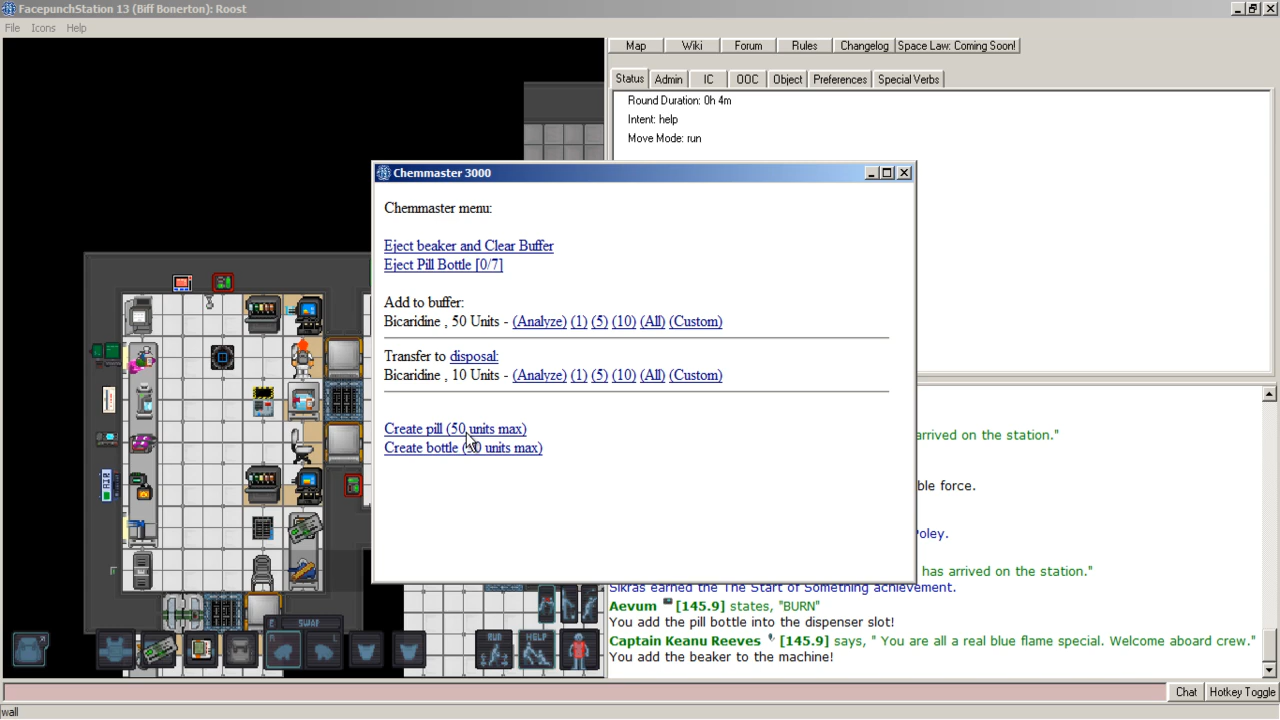 FacepunchStation 13 (Biff Bonerton): Roost
File Icons Help
Map Wiki Forum Rules Changelog Space Law: Coming Soon!
Status Admin IC OOC Object Preferences Special Verbs
Round Duration: 0h 4m
Intent: help
Move Mode: run
Chemmaster 3000
Chemmaster menu:
Eject beaker and Clear Buffer
Eject Pill Bottle [0/7]
Add to buffer:
Bicaridine , 50 Units - (Analyze) (1) (5) (10) (All) (Custom)
Transfer to disposal:
Bicaridine , 10 Units - (Analyze) (1) (5) (10) (All) (Custom)
Create pill (50 units max)
Create bottle ( units max)
arrived on the station."
ble force.
Poley.
has arrived on the station."
Sikras earned the The Start of Something achievement.
Aevum [145.9] states, "BURN"
You add the pill bottle into the dispenser slot!
Captain Keanu Reeves [145.9] says, " You are all a real blue flame special. Welcome aboard crew."
You add the beaker to the machine!
AIR
SWAP
RUN
HELP
Chat Hotkey Toggle
wall